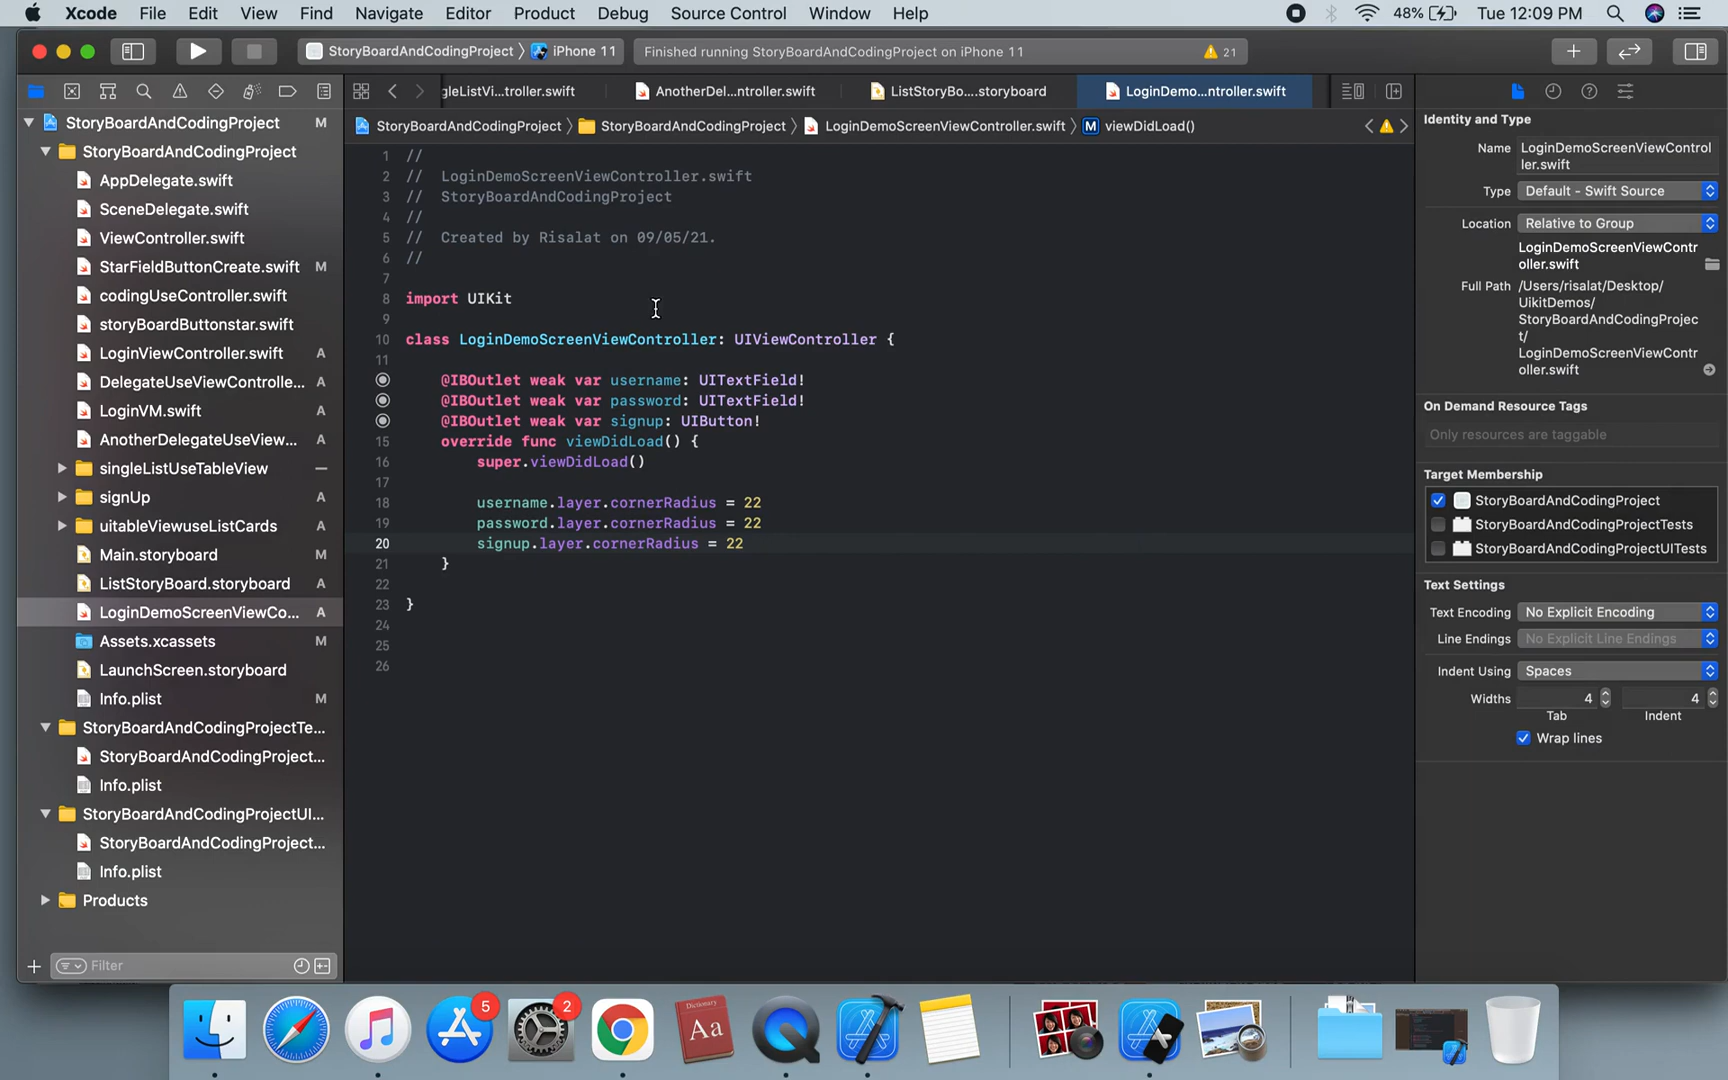 Xcode File Edit View Find Navigate Editor Product Debug Source Control Window Help 48% Tue 12:09 PM
StoryBoardAndCodingProject iPhone 11 Finished running StoryBoardAndCodingProject on iPhone 11 21
gleListVi...troller.swift AnotherDel...ntroller.swift ListStoryBo....storyboard LoginDemo...ntroller.swift
StoryBoardAndCodingProject StoryBoardAndCodingProject LoginDemoScreenViewController.swift M viewDidLoad()
StoryBoardAndCodingProject M
StoryBoardAndCodingProject
AppDelegate.swift
SceneDelegate.swift
ViewController.swift
StarFieldButtonCreate.swift M
codingUseController.swift
storyBoardButtonstar.swift
LoginViewController.swift A
DelegateUseViewControlle... A
LoginVM.swift A
AnotherDelegateUseView... A
singleListUseTableView
signUp A
uitableViewuseListCards A
Main.storyboard A
ListStoryBoard.storyboard A
LoginDemoScreenViewCo... A
Assets.xcassets M
LaunchScreen.storyboard
Info.plist M
StoryBoardAndCodingProjectTe...
StoryBoardAndCodingProject...
Info.plist
StoryBoardAndCodingProjectUI...
StoryBoardAndCodingProject...
Info.plist
Products
Filter
1 //
2 // LoginDemoScreenViewController.swift
3 // StoryBoardAndCodingProject
4 //
5 // Created by Risalat on 09/05/21.
6 //
7
8 import UIKit
9
10 class LoginDemoScreenViewController: UIViewController {
11
@IBOutlet weak var username: UITextField!
@IBOutlet weak var password: UITextField!
@IBOutlet weak var signup: UIButton!
15 override func viewDidLoad() {
16 super.viewDidLoad()
17
18 username.layer.cornerRadius = 22
19 password.layer.cornerRadius = 22
20 signup.layer.cornerRadius = 22
21 }
22
23 }
24
25
26
Identity and Type
Name LoginDemoScreenViewControl
ler.swift
Type Default - Swift Source
Location Relative to Group
LoginDemoScreenViewContr
oller.swift
Full Path /Users/risalat/Desktop/
UikitDemos/
StoryBoardAndCodingProjec
t/
LoginDemoScreenViewContr
oller.swift
On Demand Resource Tags
Only resources are taggable
Target Membership
StoryBoardAndCodingProject
StoryBoardAndCodingProjectTests
StoryBoardAndCodingProjectUITests
Text Settings
Text Encoding No Explicit Encoding
Line Endings No Explicit Line Endings
Indent Using Spaces
Widths 4 4
Tab Indent
Wrap lines
5 2
Aa